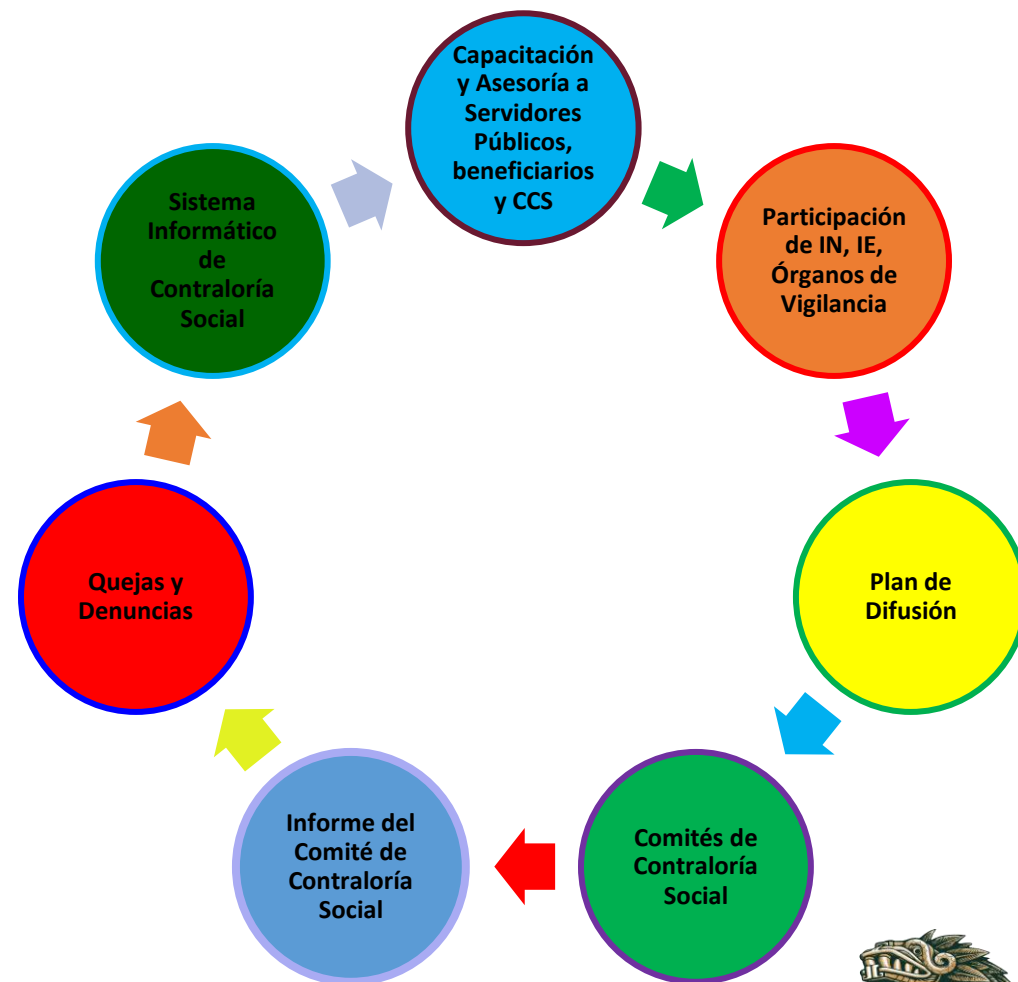 Capacitación
y Asesoría a
Servidores
Públicos,
beneficiarios
y CCS
Participación
de IN, IE,
Órganos de
Vigilancia
Plan de
Difusión
Comités de
Contraloría
Social
Informe del
Comité de
Contraloría
Social
Quejas y
Denuncias
Sistema
Informático
de
Contraloría
Social